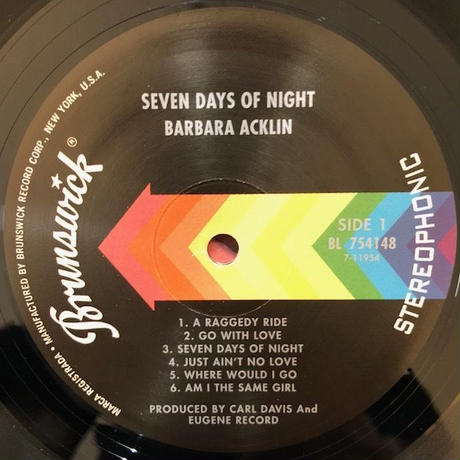 SEVEN DAYS OF NIGHT
BARBARA ACKLIN
Brunswick®
MARCA REGISTRADA • MANUFACTURED BY BRUNSWICK RECORD CORP., NEW YORK, U.S.A.
SIDE 1
BL 754148
7-11954
STEREOPHONIC
1. A RAGGEDY RIDE
2. GO WITH LOVE
3. SEVEN DAYS OF NIGHT
4. JUST AIN'T NO LOVE
5. WHERE WOULD I GO
6. AM I THE SAME GIRL
PRODUCED BY CARL DAVIS And
EUGENE RECORD